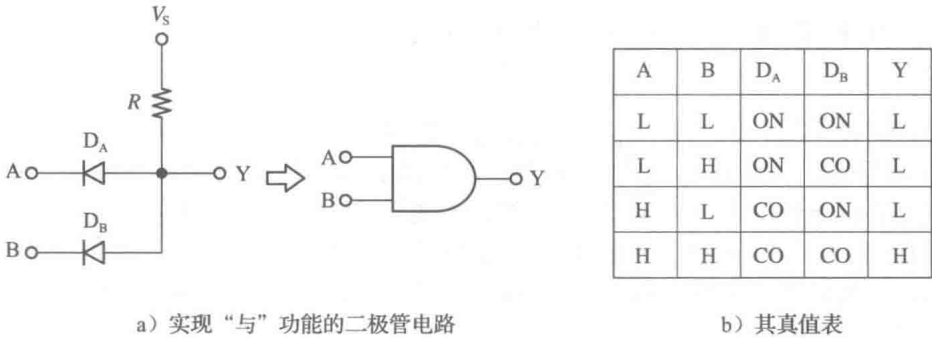 V_S
R
D_A
A
Y
D_B
B
A
B
Y
A B D_A D_B Y
L L ON ON L
L H ON CO L
H L CO ON L
H H CO CO H
a）实现“与”功能的二极管电路
b）其真值表